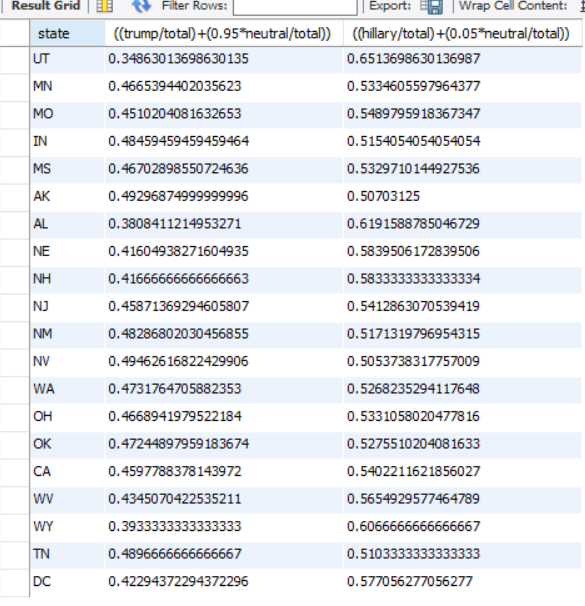 Result Grid Filter Rows: Export: Wrap Cell Content:
state ((trump/total)+(0.95*neutral/total)) ((hillary/total)+(0.05*neutral/total))
UT 0.34863013698630135 0.6513698630136987
MN 0.4665394402035623 0.5334605597964377
MO 0.4510204081632653 0.5489795918367347
IN 0.48459459459459464 0.5154054054054054
MS 0.46702898550724636 0.5329710144927536
AK 0.49296874999999996 0.50703125
AL 0.3808411214953271 0.6191588785046729
NE 0.41604938271604935 0.5839506172839506
NH 0.41666666666666663 0.5833333333333334
NJ 0.45871369294605807 0.5412863070539419
NM 0.48286802030456855 0.5171319796954315
NV 0.49462616822429906 0.5053738317757009
WA 0.4731764705882353 0.5268235294117648
OH 0.4668941979522184 0.5331058020477816
OK 0.47244897959183674 0.5275510204081633
CA 0.4597788378143972 0.5402211621856027
WV 0.4345070422535211 0.5654929577464789
WY 0.3933333333333333 0.6066666666666667
TN 0.4896666666666667 0.5103333333333333
DC 0.42294372294372296 0.577056277056277